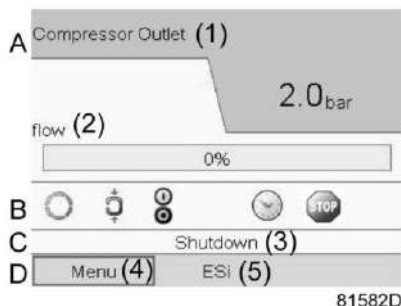 A Compressor Outlet (1)
2.0bar
flow (2)
0%
B STOP
C Shutdown (3)
D Menu (4) ESi (5)
81582D